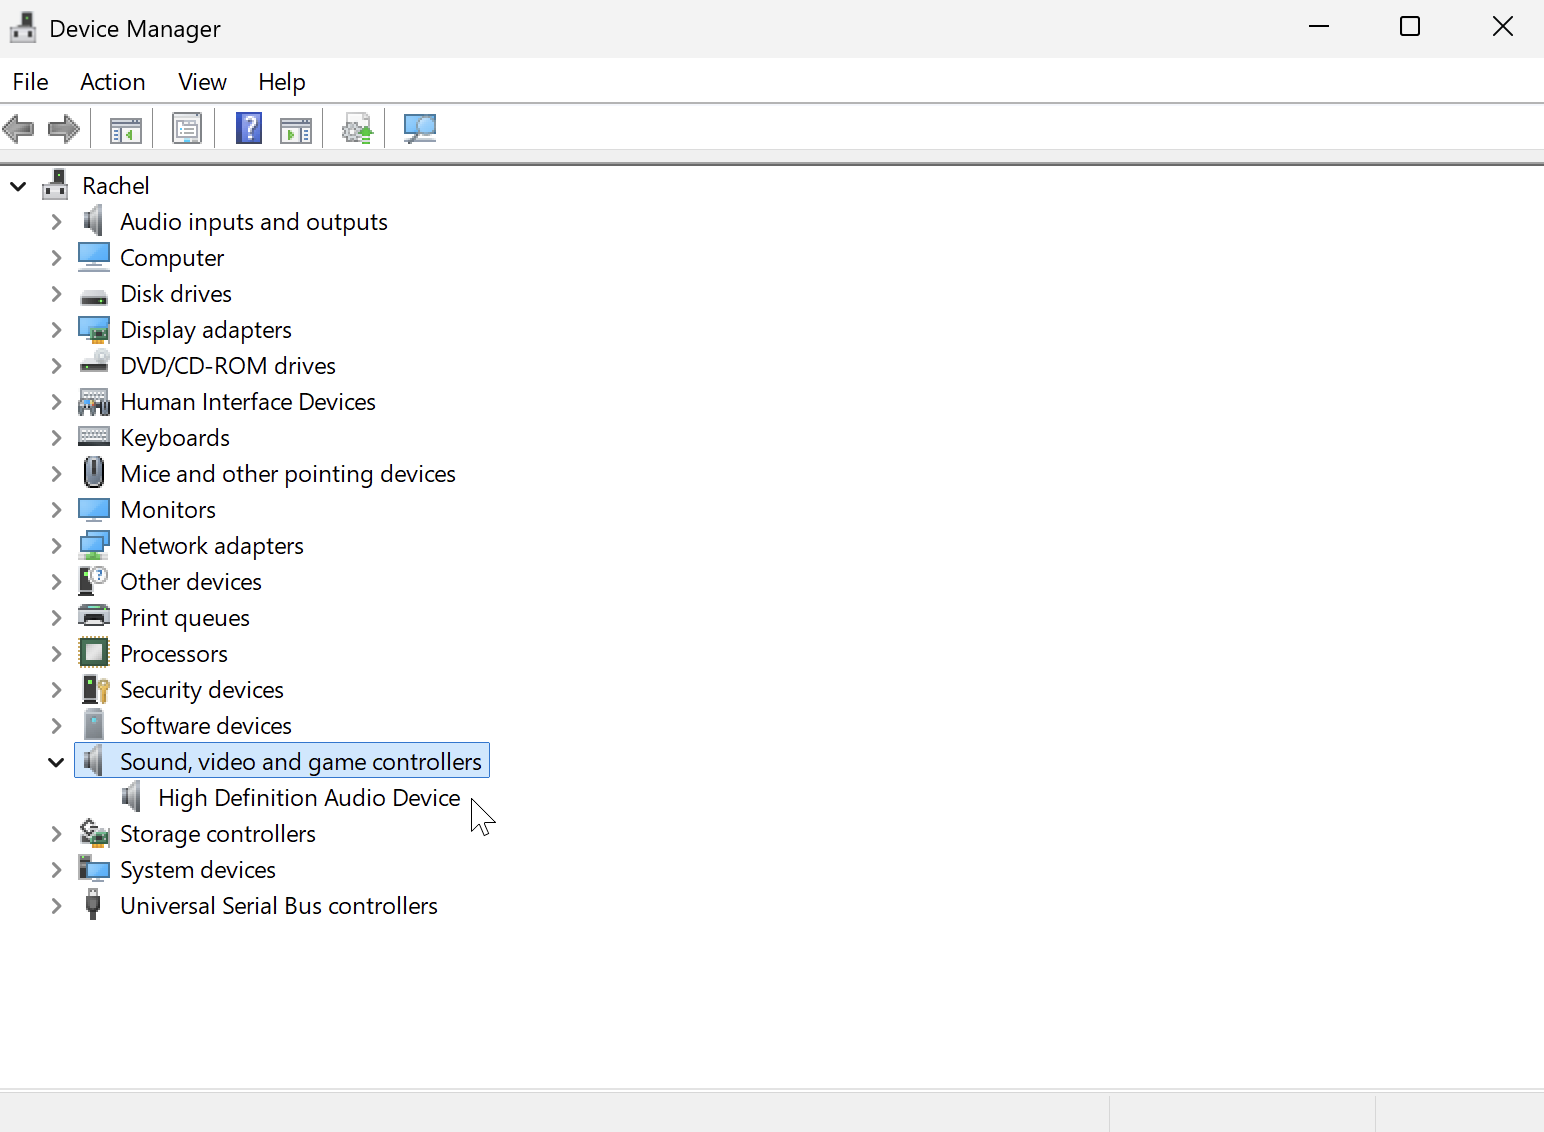 Device Manager
File Action View Help
Rachel
Audio inputs and outputs
Computer
Disk drives
Display adapters
DVD/CD-ROM drives
Human Interface Devices
Keyboards
Mice and other pointing devices
Monitors
Network adapters
Other devices
Print queues
Processors
Security devices
Software devices
Sound, video and game controllers
High Definition Audio Device
Storage controllers
System devices
Universal Serial Bus controllers